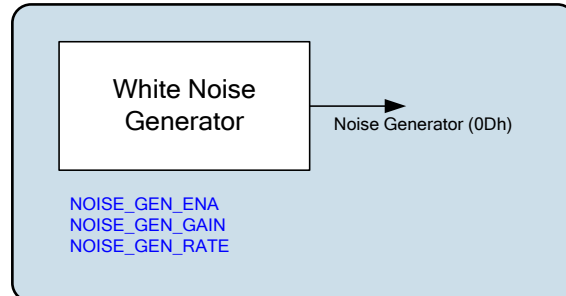 White Noise
Generator
Noise Generator (0Dh)
NOISE_GEN_ENA
NOISE_GEN_GAIN
NOISE_GEN_RATE